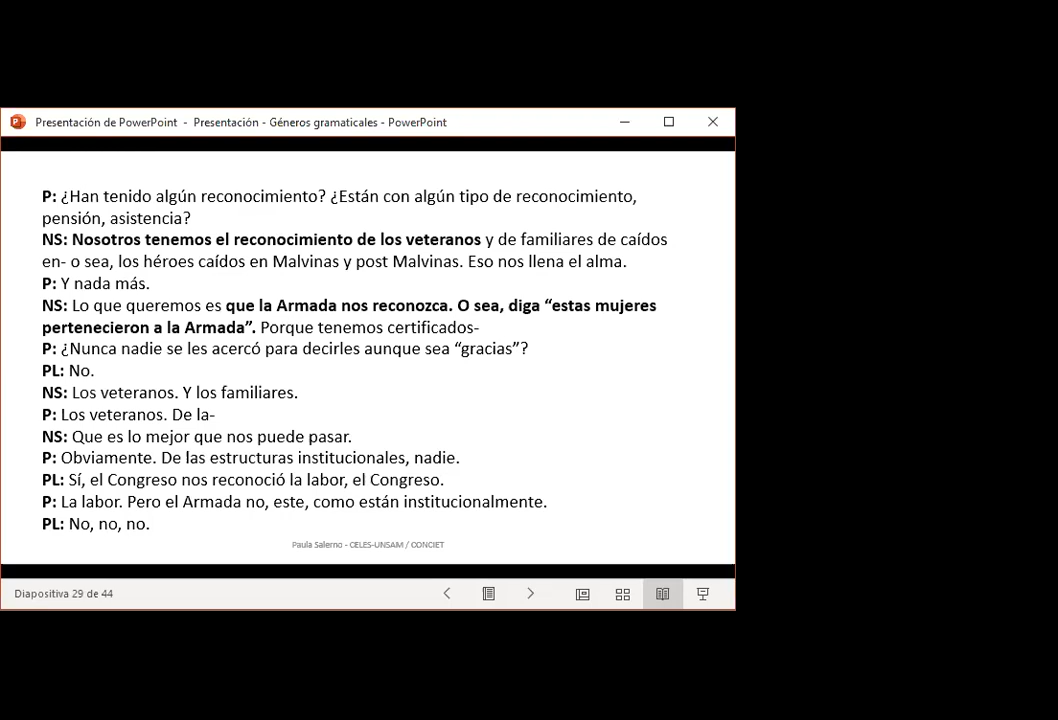 Presentación de PowerPoint - Presentación - Géneros gramaticales - PowerPoint
P: ¿Han tenido algún reconocimiento? ¿Están con algún tipo de reconocimiento,
pensión, asistencia?
NS: Nosotros tenemos el reconocimiento de los veteranos y de familiares de caídos
en- o sea, los héroes caídos en Malvinas y post Malvinas. Eso nos llena el alma.
P: Y nada más.
NS: Lo que queremos es que la Armada nos reconozca. O sea, diga “estas mujeres
pertenecieron a la Armada”. Porque tenemos certificados-
P: ¿Nunca nadie se les acercó para decirles aunque sea “gracias”?
PL: No.
NS: Los veteranos. Y los familiares.
P: Los veteranos. De la-
NS: Que es lo mejor que nos puede pasar.
P: Obviamente. De las estructuras institucionales, nadie.
PL: Sí, el Congreso nos reconoció la labor, el Congreso.
P: La labor. Pero el Armada no, este, como están institucionalmente.
PL: No, no, no.
Paula Salerno - CELES-UNSAM / CONCIET
Diapositiva 29 de 44